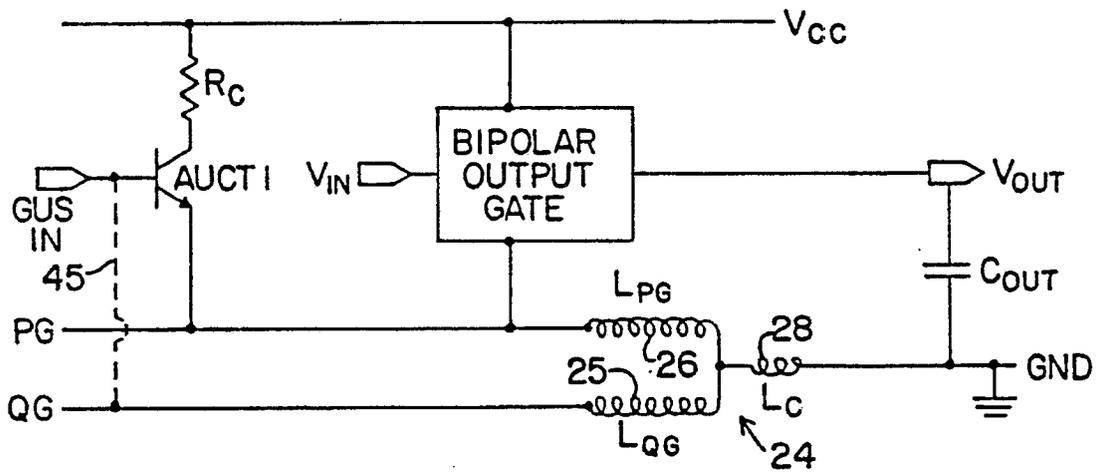 VCC
RC
AUCT1
GUS
IN
VIN
BIPOLAR
OUTPUT
GATE
VOUT
45
COUT
LPG
PG
28
26
GND
25
QG
LC
LQG
24